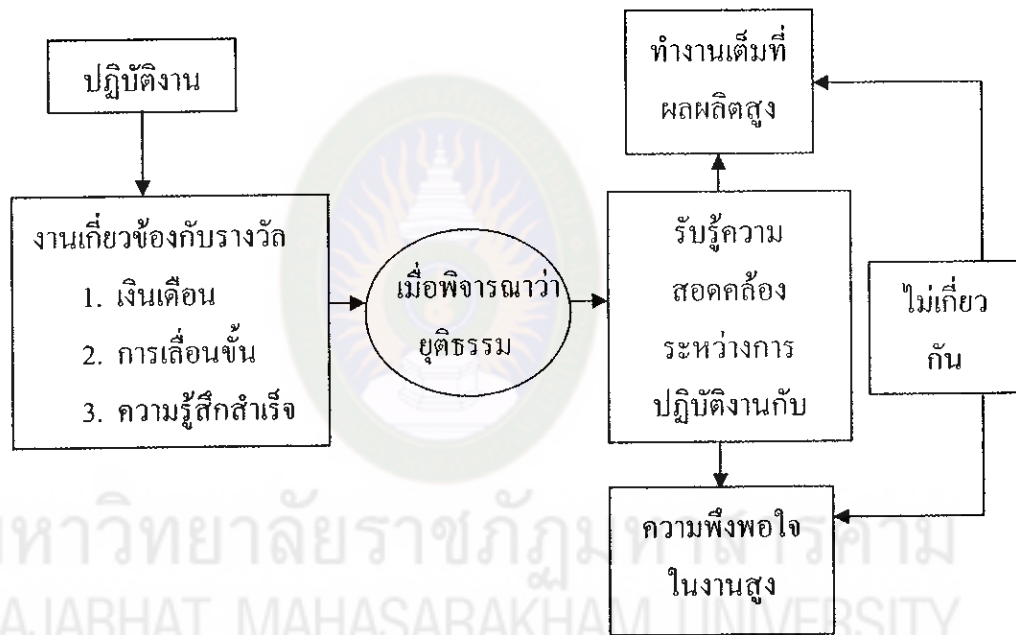 ปฏิบัติงาน
งานเกี่ยวข้องกับรางวัล
1. เงินเดือน
2. การเลื่อนขั้น
3. ความรู้สึกสำเร็จ
เมื่อพิจารณาว่า
ยุติธรรม
ทำงานเต็มที่
ผลผลิตสูง
รับรู้ความ
สอดคล้อง
ระหว่างการ
ปฏิบัติงานกับ
ไม่เกี่ยว
กัน
ความพึงพอใจ
ในงานสูง
มหาวิทยาลัยราชภัฏมหาสารคาม
RAJABHAT MAHASARAKHAM UNIVERSITY